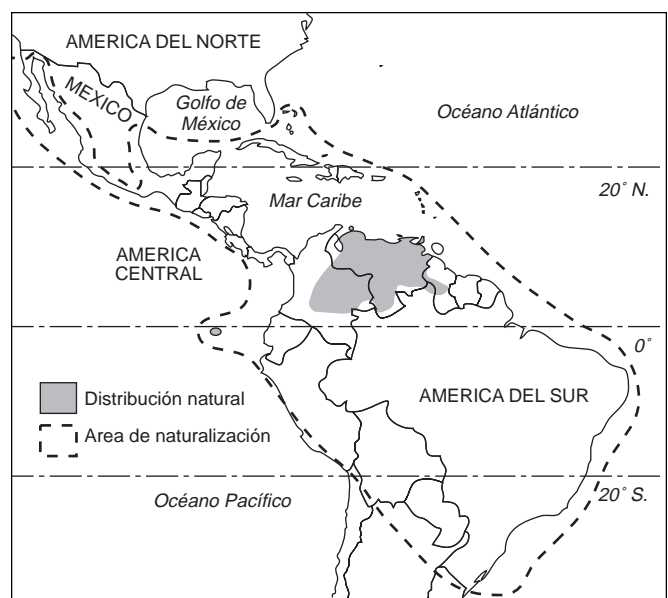 AMERICA DEL NORTE
MEXICO
Golfo de
México
Océano Atlántico
20° N.
Mar Caribe
AMERICA
CENTRAL
0°
Distribución natural
AMERICA DEL SUR
Area de naturalización
Océano Pacífico
20° S.